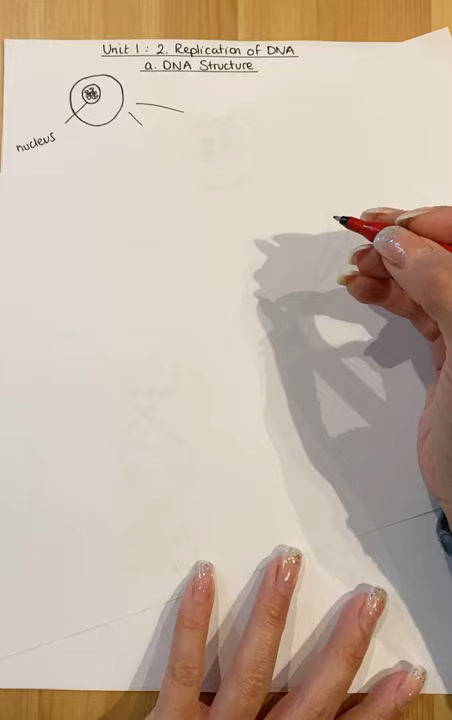 Unit 1 : 2. Replication of DNA
a. DNA Structure
nucleus